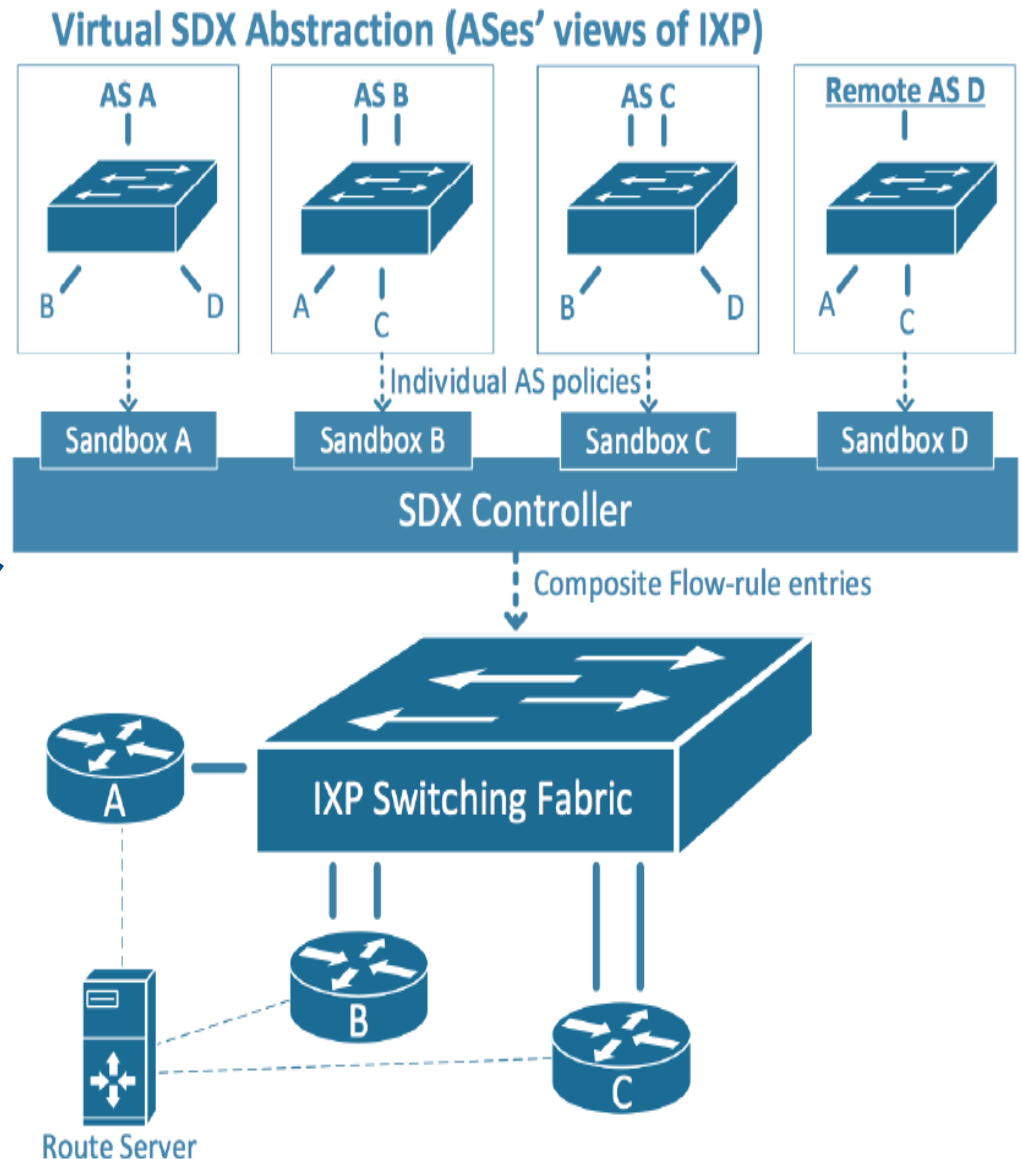 Virtual SDX Abstraction (ASes' views of IXP)
AS A
AS B
AS C
Remote AS D
B
D
A
C
B
D
A
C
Individual AS policies
Sandbox A
Sandbox B
Sandbox C
Sandbox D
SDX Controller
Composite Flow-rule entries
IXP Switching Fabric
A
B
C
Route Server